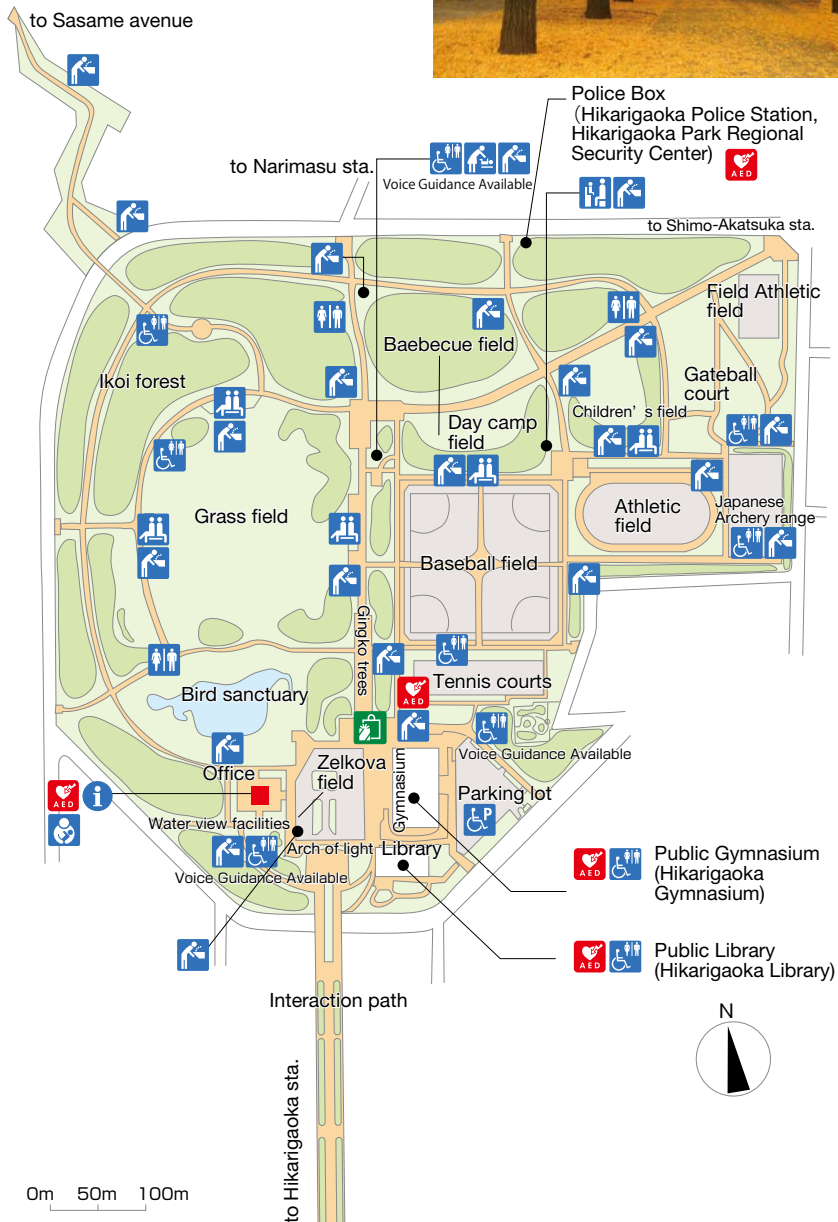 to Sasame avenue
Police Box
（Hikarigaoka Police Station,
Hikarigaoka Park Regional
Security Center)
AED
to Narimasu sta.
Voice Guidance Available
to Shimo-Akatsuka sta.
Field Athletic
field
Baebecue field
Ikoi forest
Gateball
court
Children’s field
Day camp
field
Grass field
Athletic
field
Japanese
Archery range
Baseball field
Gingko trees
Tennis courts
AED
Bird sanctuary
Voice Guidance Available
Office
Zelkova
field
Gymnasium
Parking lot
P
AED
i
Water view facilities
Arch of light
Library
Voice Guidance Available
AED
Public Gymnasium
(Hikarigaoka
Gymnasium)
AED
Public Library
(Hikarigaoka Library)
Interaction path
N
to Hikarigaoka sta.
0m 50m 100m